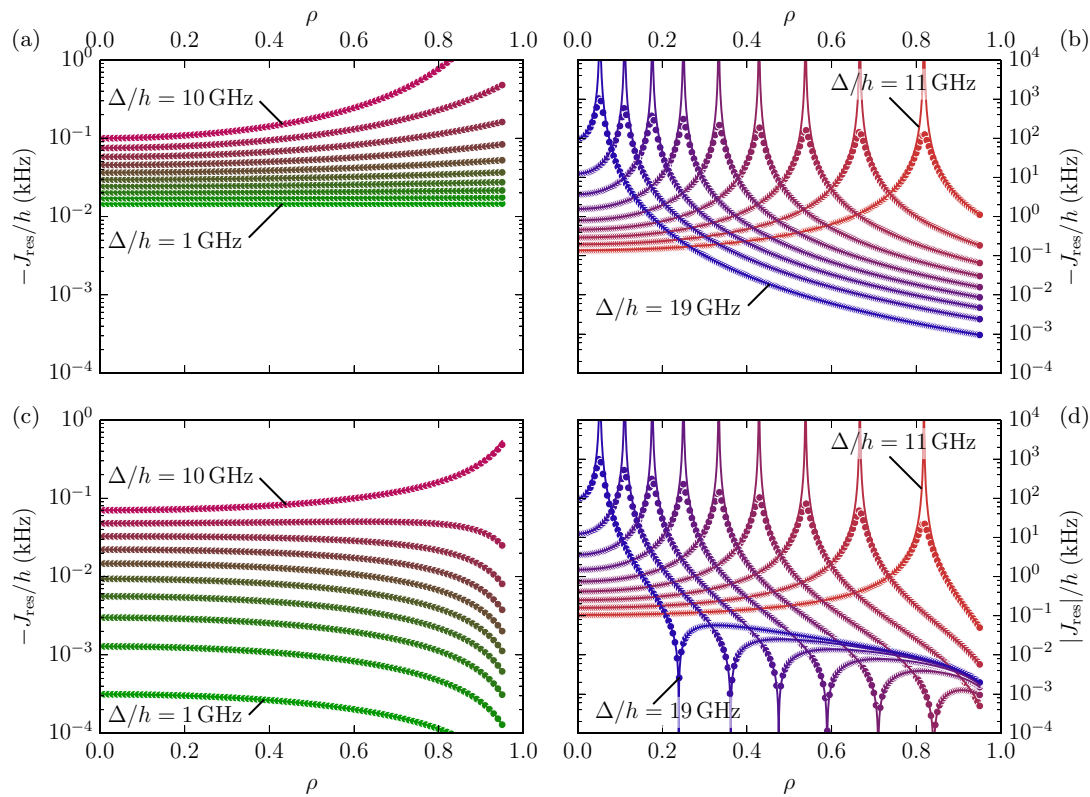 ρ ρ
(a) 0.0 0.2 0.4 0.6 0.8 1.0 0.0 0.2 0.4 0.6 0.8 1.0 (b)
10^0 10^4
Δ/h = 10 GHz Δ/h = 11 GHz
10^3
10^-1 10^2
10^1
−J_res/h (kHz) 10^-2 10^0 −J_res/h (kHz)
Δ/h = 1 GHz
10^-1
10^-3 10^-2
Δ/h = 19 GHz
10^-3
10^-4 10^-4
(c) 10^0 10^4 (d)
Δ/h = 10 GHz Δ/h = 11 GHz
10^3
10^-1 10^2
10^1
−J_res/h (kHz) 10^-2 10^0 |J_res|/h (kHz)
10^-1
10^-3 10^-2
Δ/h = 1 GHz Δ/h = 19 GHz
10^-3
10^-4 10^-4
0.0 0.2 0.4 0.6 0.8 1.0 0.0 0.2 0.4 0.6 0.8 1.0
ρ ρ